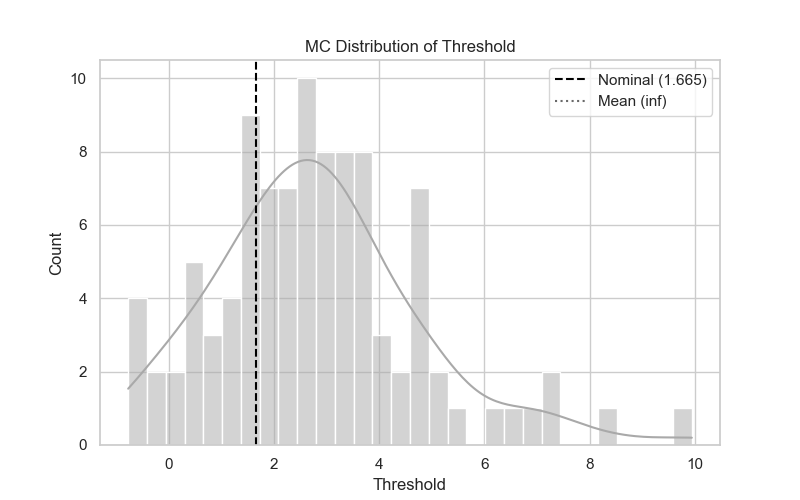 MC Distribution of Threshold
Nominal (1.665)
Mean (inf)
Count
10
8
6
4
2
0
0 2 4 6 8 10
Threshold